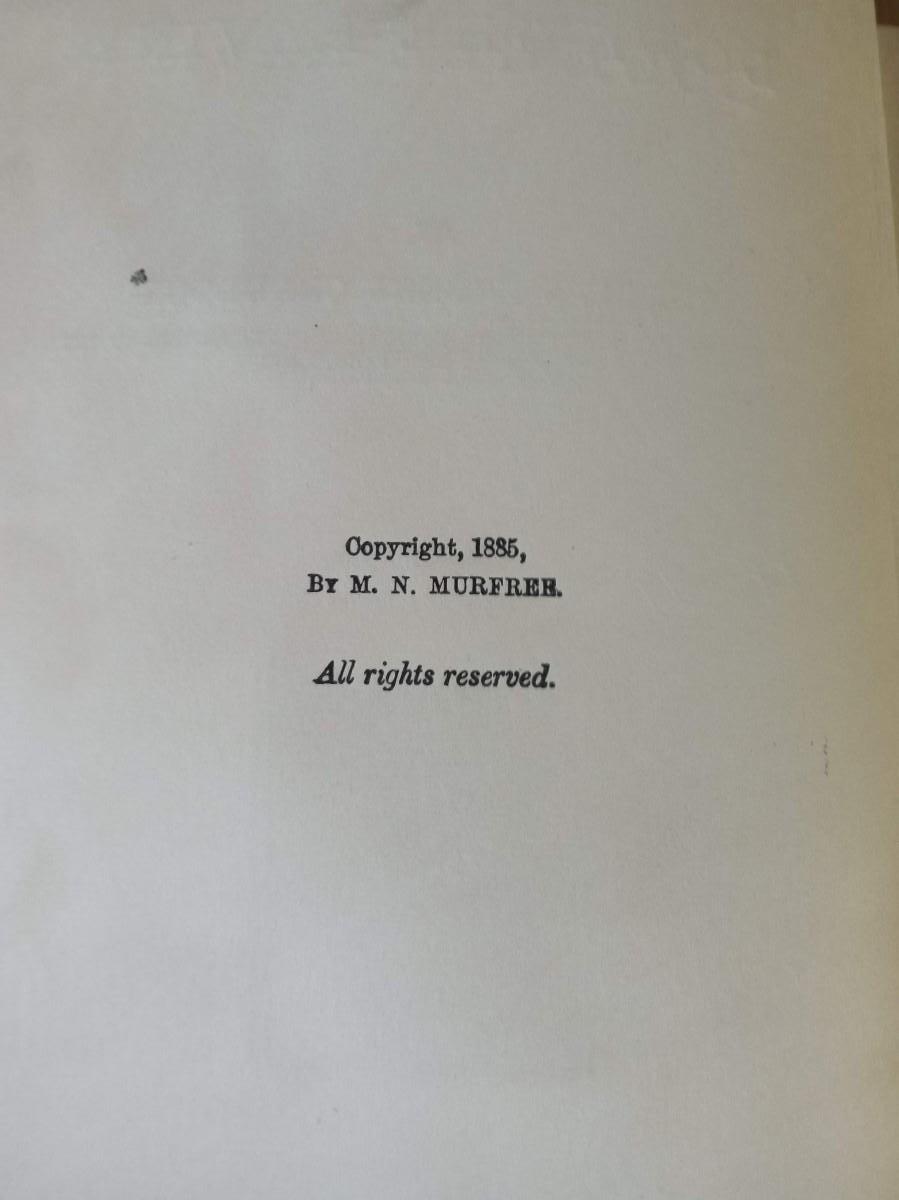 Copyright, 1885,
BY M. N. MURFREE.
All rights reserved.